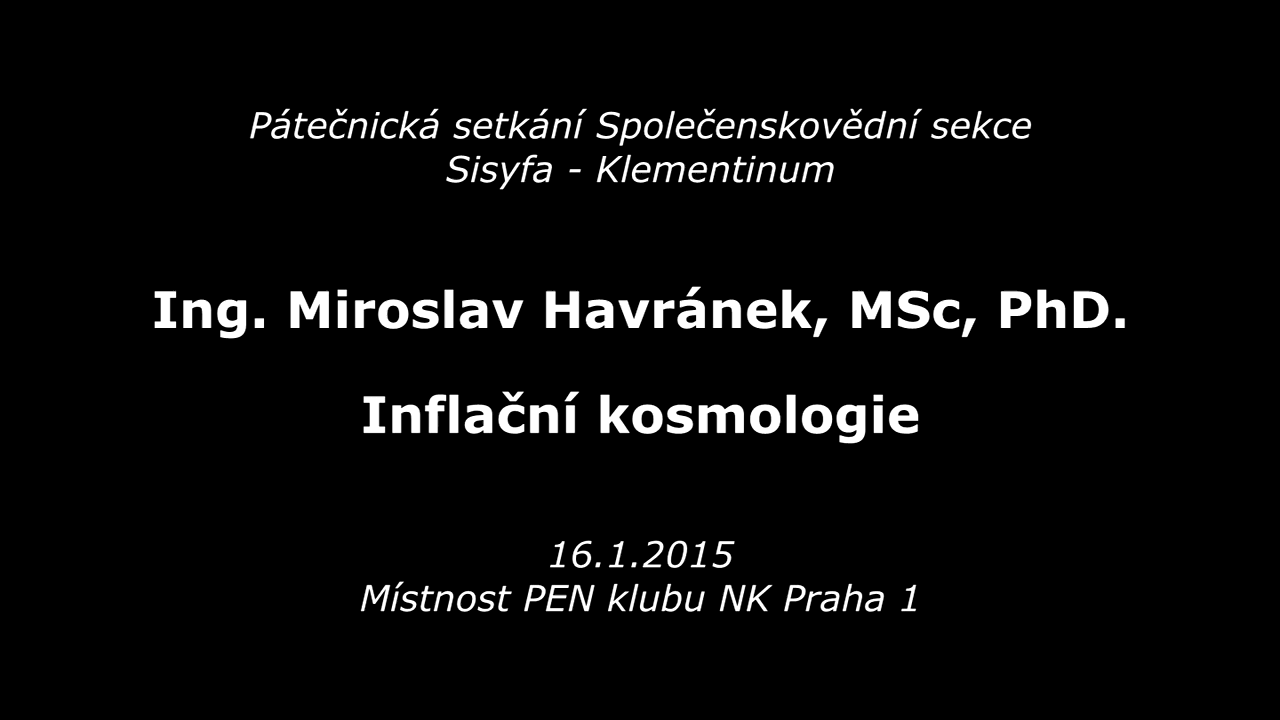 Pátečnická setkání Společenskovědní sekce
Sisyfa - Klementinum
Ing. Miroslav Havránek, MSc, PhD.
Inflační kosmologie
16.1.2015
Místnost PEN klubu NK Praha 1